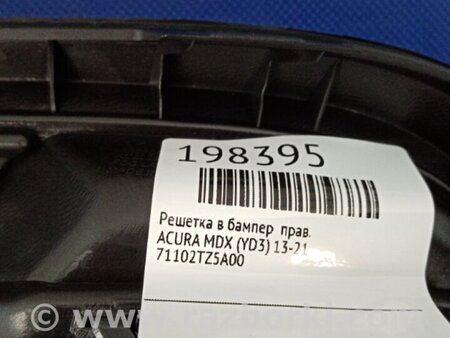 198395
Решетка в бампер прав.
ACURA MDX (YD3) 13-21
71102TZ5A00